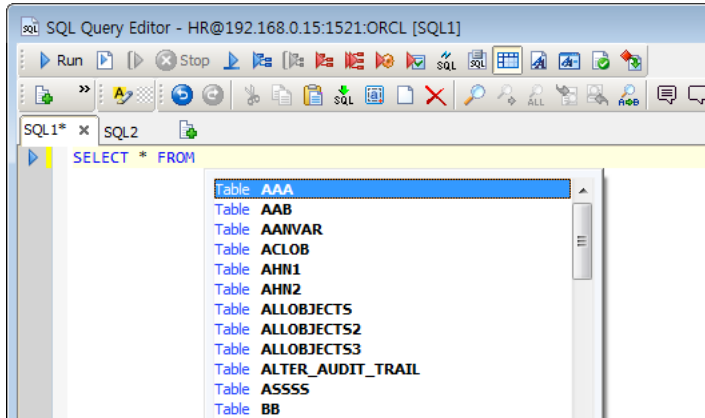 SQL Query Editor - HR@192.168.0.15:1521:ORCL [SQL1]
Run Stop SQL SQL
SQL ALL
SQL1* SQL2
SELECT * FROM
Table AAA
Table AAB
Table AANVAR
Table ACLOB
Table AHN1
Table AHN2
Table ALLOBJECTS
Table ALLOBJECTS2
Table ALLOBJECTS3
Table ALTER_AUDIT_TRAIL
Table ASSSS
Table BB